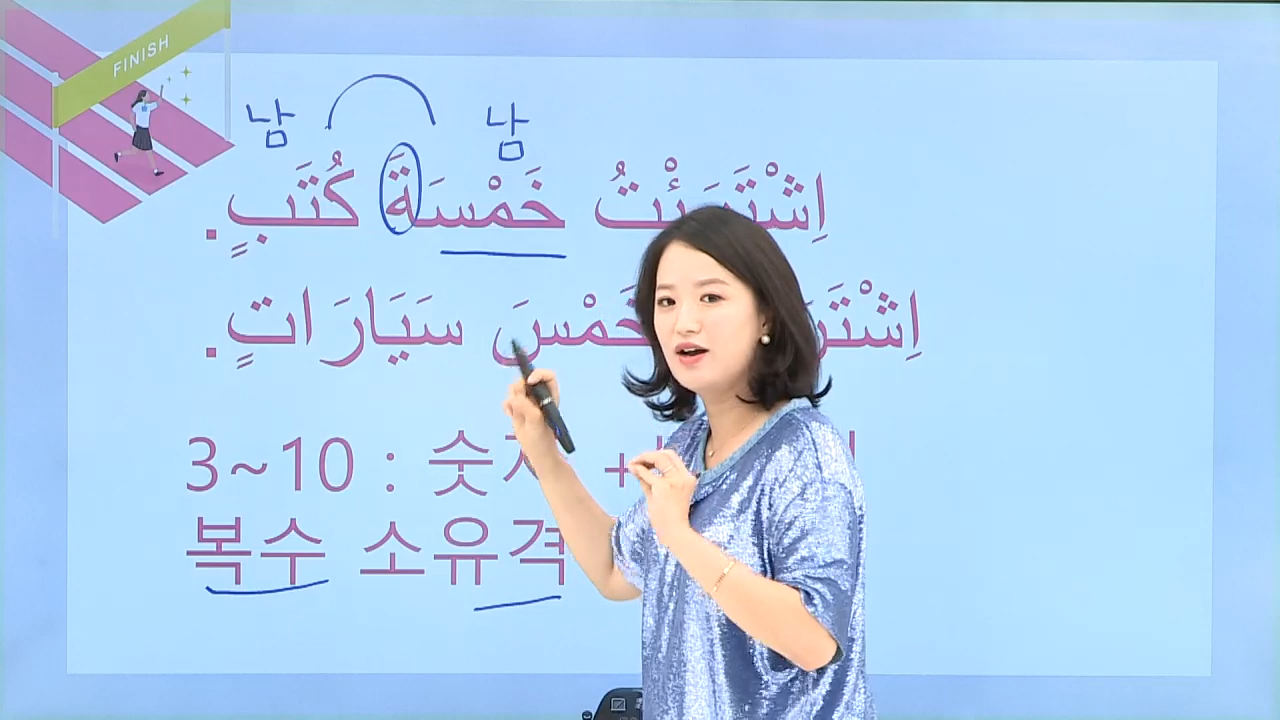 FINISH
남 남
اِشْتَرَئْتُ خَمْسَةَ كُتَبٍ.
خَمْسَ سَيَارَاتٍ.
3~10 : 숫자 +
복수 소유격